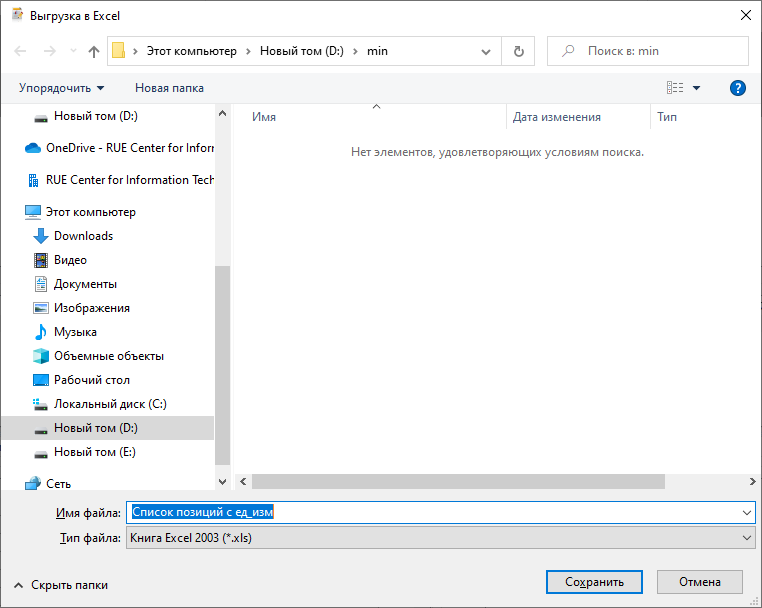 Выгрузка в Excel
Этот компьютер > Новый том (D:) > min
Поиск в: min
Упорядочить
Новая папка
?
Новый том (D:)
OneDrive - RUE Center for Inforr
RUE Center for Information Tech
Этот компьютер
Downloads
Видео
Документы
Изображения
Музыка
Объемные объекты
Рабочий стол
Локальный диск (C:)
Новый том (D:)
Новый том (E:)
Сеть
Имя
Дата изменения
Тип
Нет элементов, удовлетворяющих условиям поиска.
Имя файла: Список позиций с ед_изм
Тип файла: Книга Excel 2003 (*.xls)
Скрыть папки
Сохранить
Отмена